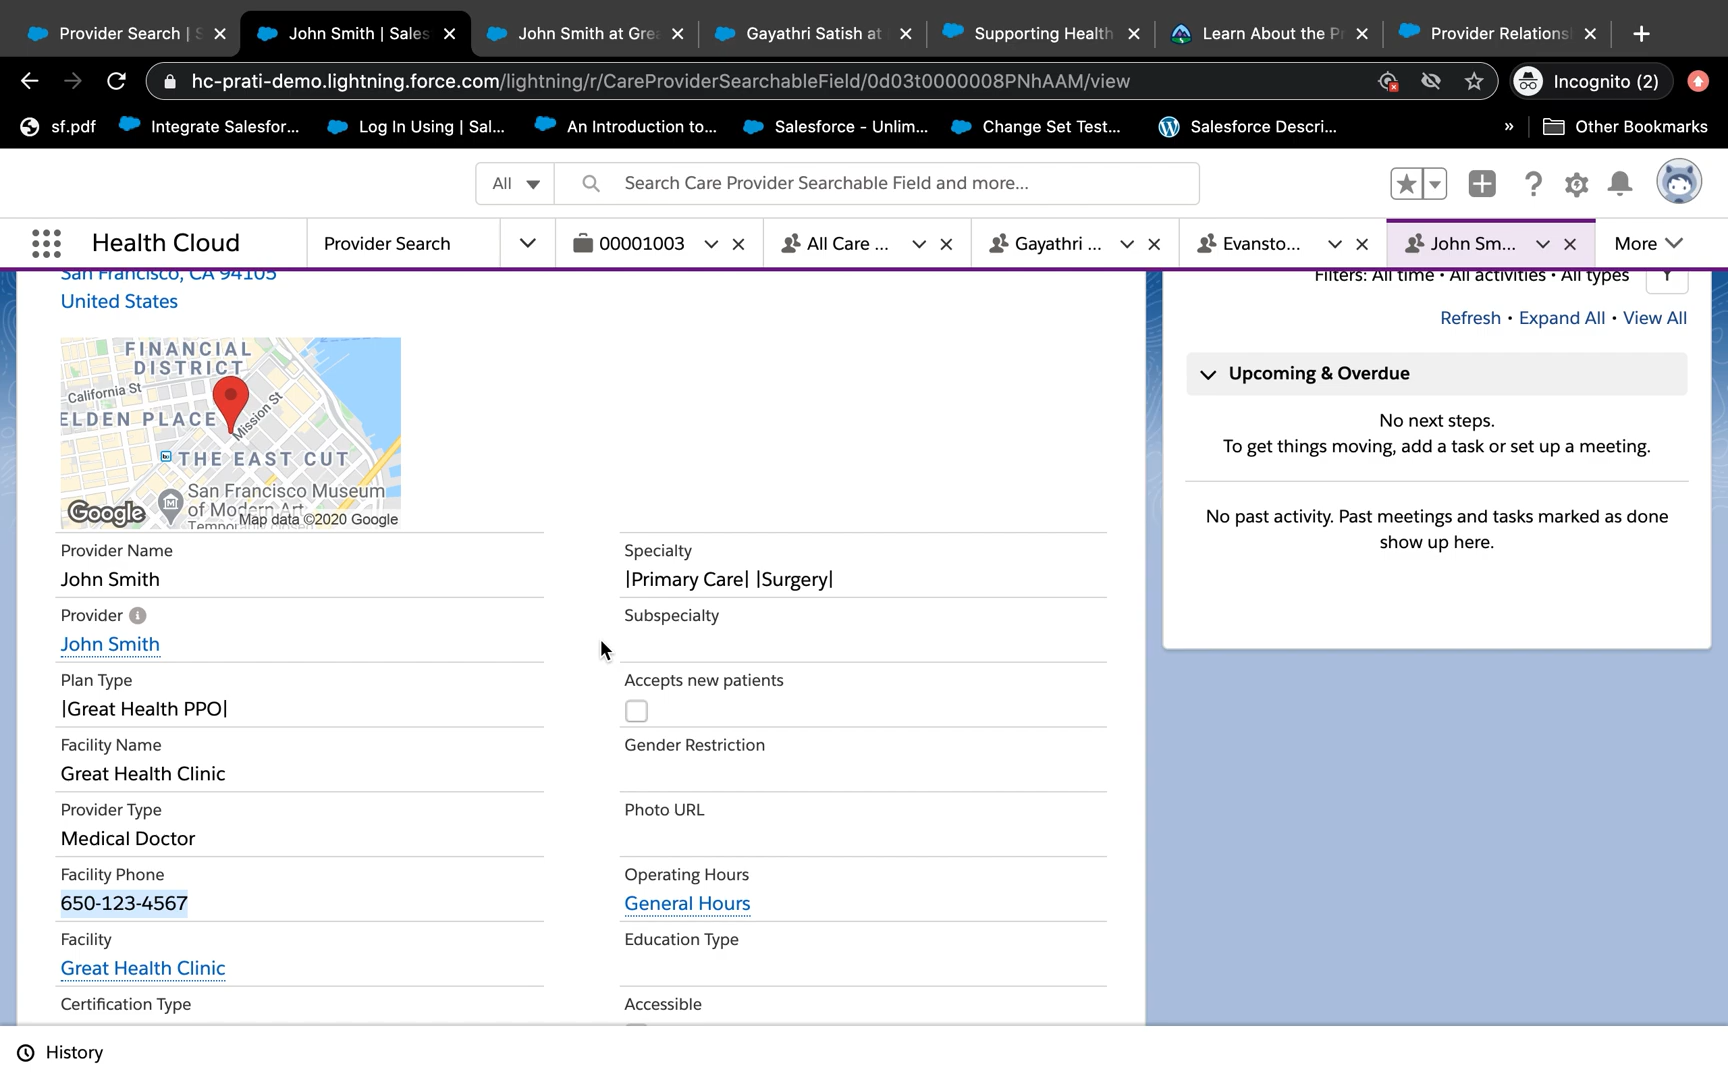 Provider Search | S
John Smith | Sales
John Smith at Grea
Gayathri Satish at
Supporting Health
Learn About the Pr
Provider Relations
hc-prati-demo.lightning.force.com/lightning/r/CareProviderSearchableField/0d03t0000008PNhAAM/view
Incognito (2)
sf.pdf
Integrate Salesfor...
Log In Using | Sal...
An Introduction to...
Salesforce - Unlim...
Change Set Test...
Salesforce Descri...
»
Other Bookmarks
All
Search Care Provider Searchable Field and more...
Health Cloud
Provider Search
00001003
All Care ...
Gayathri ...
Evansto...
John Sm...
More
San Francisco, CA 94105
United States
FINANCIAL
DISTRICT
California St
ELDEN PLACE
Mission St
THE EAST CUT
San Francisco Museum
of Modern Art
Google
Map data ©2020 Google
Provider Name
John Smith
Provider
John Smith
Plan Type
|Great Health PPO|
Facility Name
Great Health Clinic
Provider Type
Medical Doctor
Facility Phone
650-123-4567
Facility
Great Health Clinic
Certification Type
Specialty
|Primary Care| |Surgery|
Subspecialty
Accepts new patients
Gender Restriction
Photo URL
Operating Hours
General Hours
Education Type
Accessible
Filters: All time • All activities • All types
Refresh • Expand All • View All
Upcoming & Overdue
No next steps.
To get things moving, add a task or set up a meeting.
No past activity. Past meetings and tasks marked as done
show up here.
History